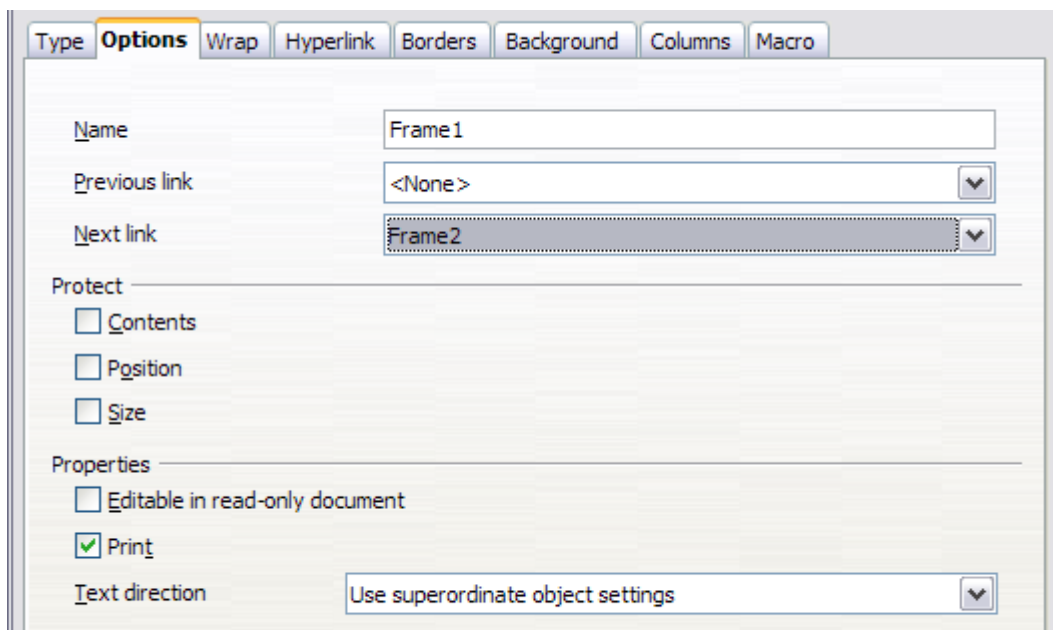 Type Options Wrap Hyperlink Borders Background Columns Macro
Name Frame1
Previous link <None>
Next link Frame2
Protect
Contents
Position
Size
Properties
Editable in read-only document
Print
Text direction Use superordinate object settings